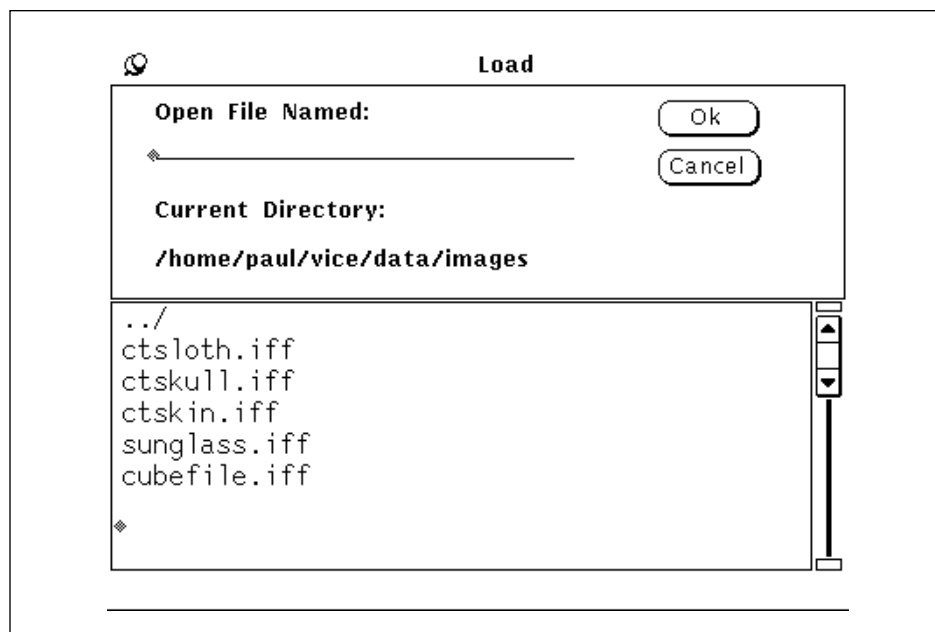 Load
Open File Named:
Ok
Cancel
Current Directory:
/home/paul/vice/data/images
../
ctsloth.iff
ctskull.iff
ctskin.iff
sunglass.iff
cubefile.iff